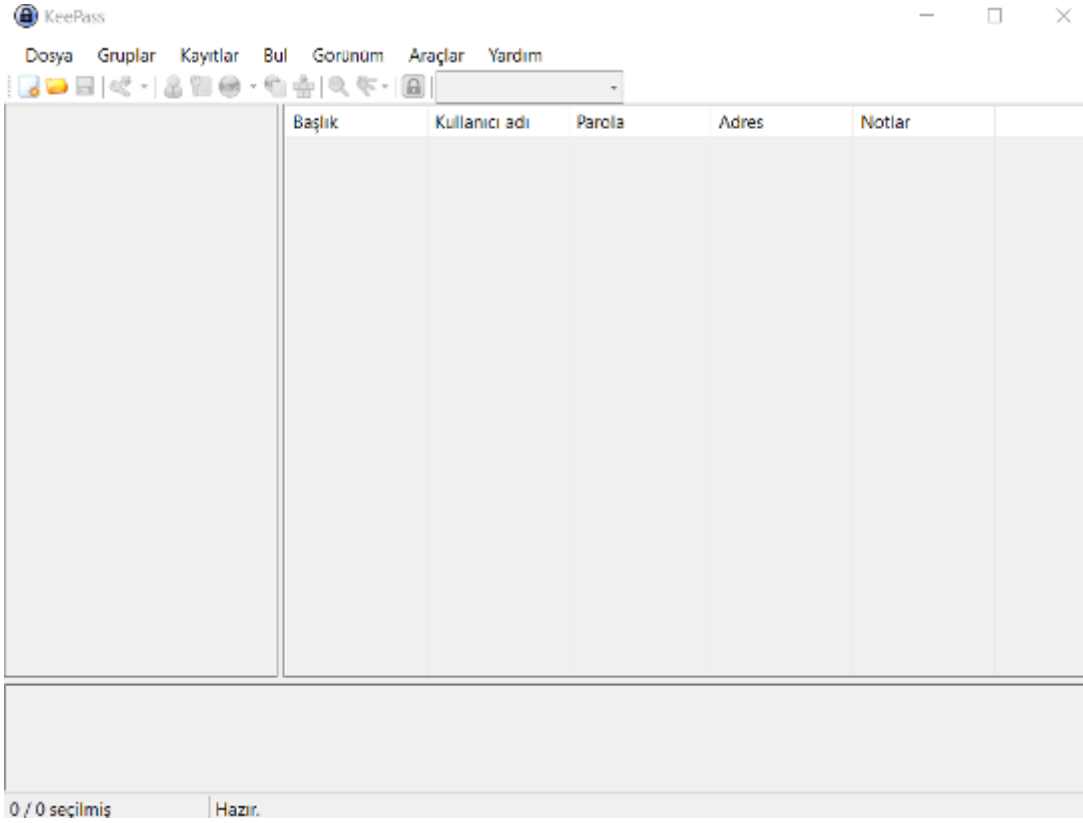 KeePass
Dosya Gruplar Kayıtlar Bul Görünüm Araçlar Yardım
Başlık Kullanıcı adı Parola Adres Notlar
0 / 0 seçilmiş Hazır.